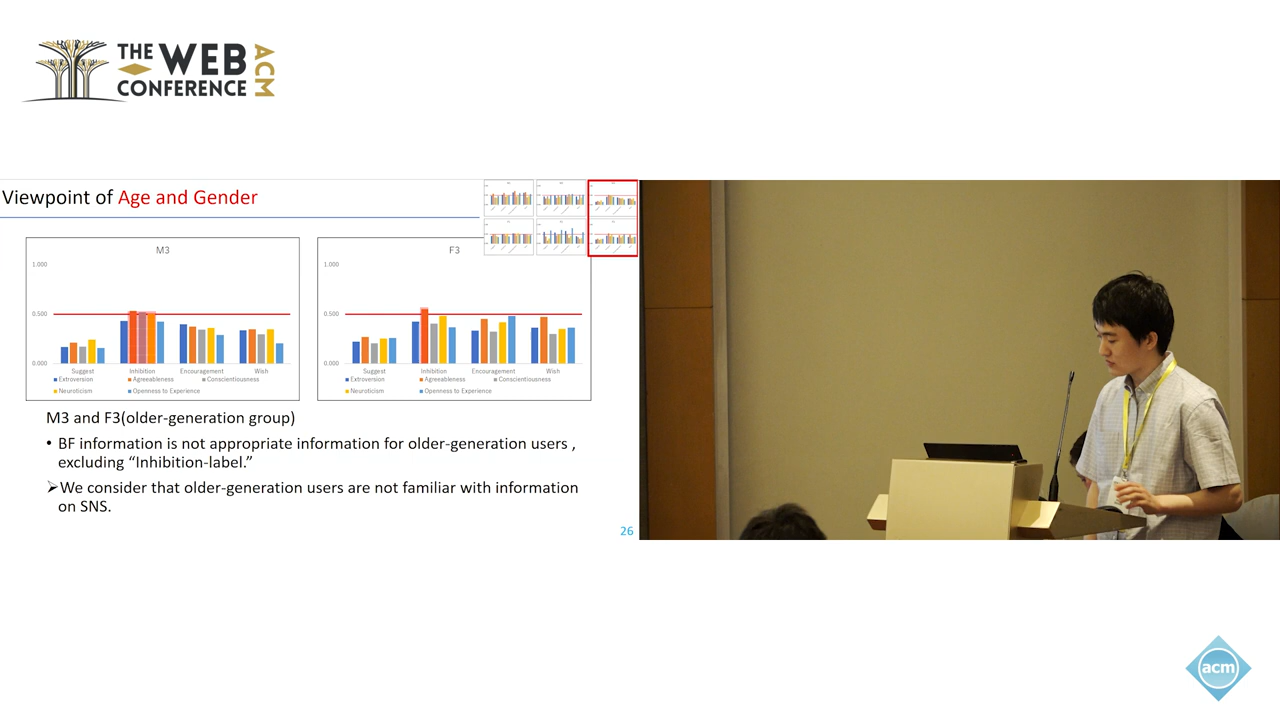 THE WEB
CONFERENCE
ACM
Viewpoint of Age and Gender
M3
1.000
0.500
0.000
Suggest Inhibition Encouragement Wish
Extroversion Agreeableness Conscientiousness
Neuroticism Openness to Experience
F3
1.000
0.500
0.000
Suggest Inhibition Encouragement Wish
Extroversion Agreeableness Conscientiousness
Neuroticism Openness to Experience
M3 and F3(older-generation group)
• BF information is not appropriate information for older-generation users ,
excluding “Inhibition-label.”
➢We consider that older-generation users are not familiar with information
on SNS.
26
acm